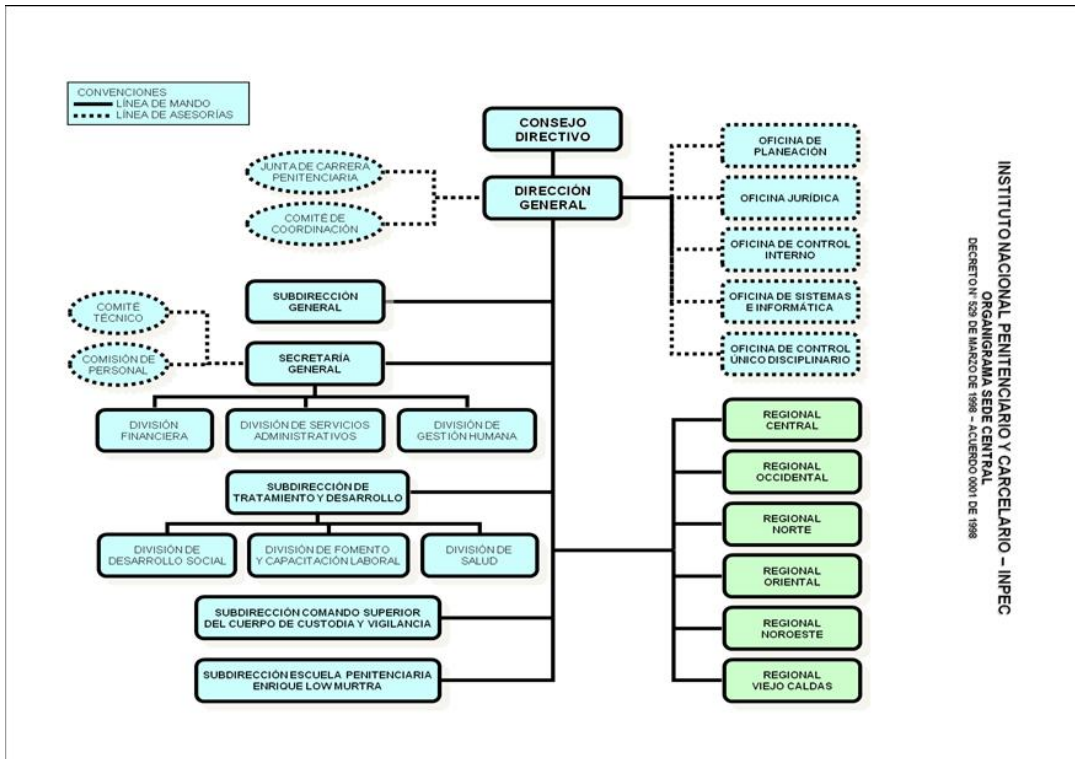 CONVENCIONES
LÍNEA DE MANDO
LÍNEA DE ASESORÍAS
CONSEJO
DIRECTIVO
JUNTA DE CARRERA
PENITENCIARIA
COMITÉ DE
COORDINACIÓN
DIRECCIÓN
GENERAL
OFICINA DE
PLANEACIÓN
OFICINA JURÍDICA
OFICINA DE CONTROL
INTERNO
OFICINA DE SISTEMAS
E INFORMÁTICA
OFICINA DE CONTROL
ÚNICO DISCIPLINARIO
SUBDIRECCIÓN
GENERAL
COMITÉ
TÉCNICO
COMISIÓN DE
PERSONAL
SECRETARÍA
GENERAL
DIVISIÓN
FINANCIERA
DIVISIÓN DE SERVICIOS
ADMINISTRATIVOS
DIVISIÓN DE
GESTIÓN HUMANA
SUBDIRECCIÓN DE
TRATAMIENTO Y DESARROLLO
DIVISIÓN DE
DESARROLLO SOCIAL
DIVISIÓN DE FOMENTO
Y CAPACITACIÓN LABORAL
DIVISIÓN DE
SALUD
SUBDIRECCIÓN COMANDO SUPERIOR
DEL CUERPO DE CUSTODIA Y VIGILANCIA
SUBDIRECCIÓN ESCUELA PENITENCIARIA
ENRIQUE LOW MURTRA
REGIONAL
CENTRAL
REGIONAL
OCCIDENTAL
REGIONAL
NORTE
REGIONAL
ORIENTAL
REGIONAL
NOROESTE
REGIONAL
VIEJO CALDAS
INSTITUTO NACIONAL PENITENCIARIO Y CARCELARIO – INPEC
ORGANIGRAMA SEDE CENTRAL
DECRETO N° 529 DE MARZO DE 1998 – ACUERDO 0001 DE 1998